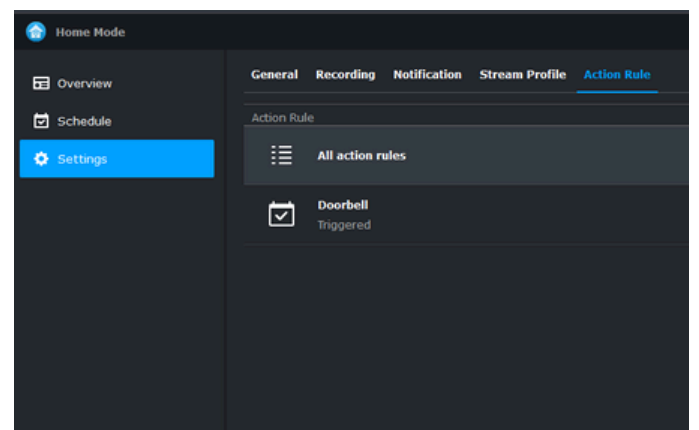 Home Mode
Overview
Schedule
Settings
General Recording Notification Stream Profile Action Rule
Action Rule
All action rules
Doorbell
Triggered